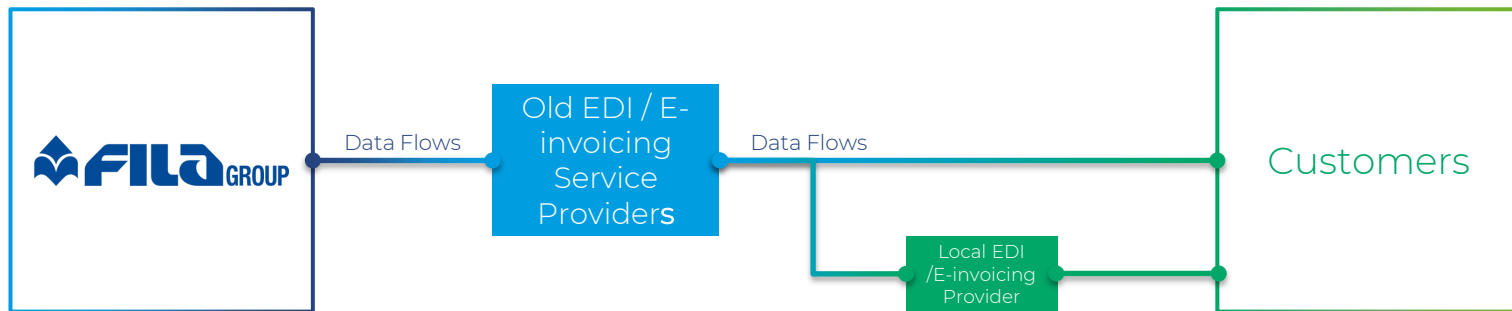 FILA GROUP
Data Flows
Old EDI / E-
invoicing
Service
Providers
Data Flows
Local EDI
/E-invoicing
Provider
Customers